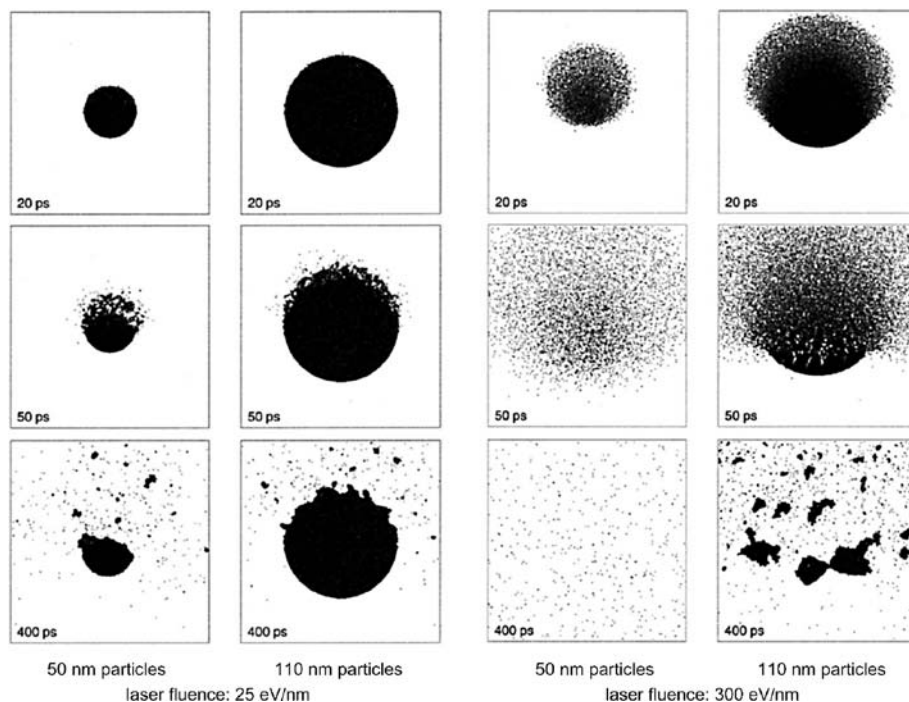 20 ps
20 ps
20 ps
20 ps
50 ps
50 ps
50 ps
50 ps
400 ps
400 ps
400 ps
400 ps
50 nm particles
110 nm particles
50 nm particles
110 nm particles
laser fluence: 25 eV/nm
laser fluence: 300 eV/nm